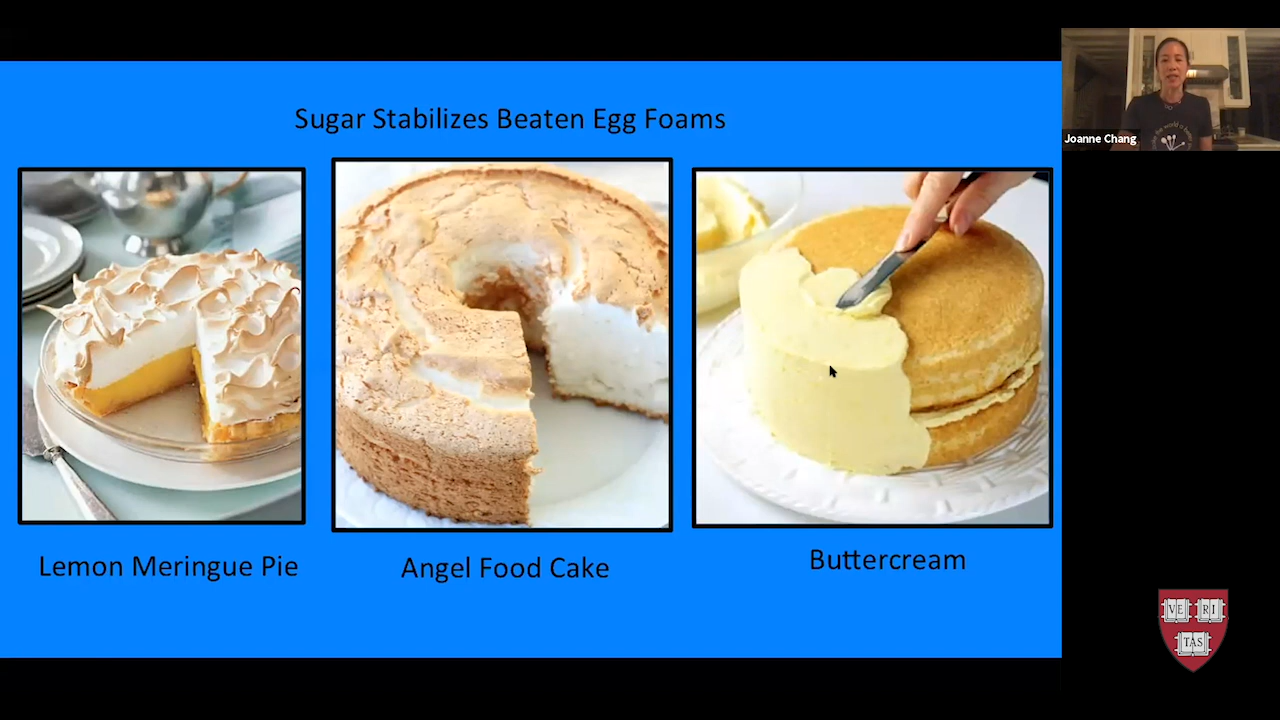 Sugar Stabilizes Beaten Egg Foams
Joanne Chang
Lemon Meringue Pie
Angel Food Cake
Buttercream
VE RI
TAS